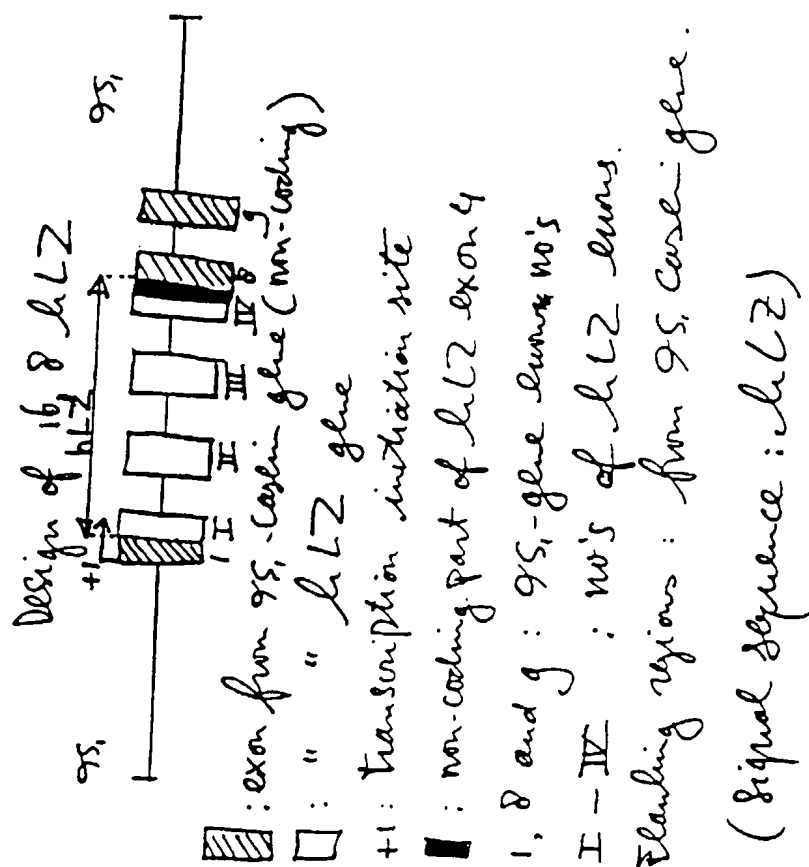 Design of 16,8 hLZ
αS₁ hLZ αS₁
+1
1 I II III IV 8 9
: exon from αS₁-casein gene (non-coding)
: " " hLZ gene
+1: transcription initiation site
: non-coding part of hLZ exon 4
1, 8 and 9 : αS₁-gene exons no's
I – IV : no's of hLZ exons.
Flanking regions : from αS₁ casein gene.
(signal sequence : hLZ)